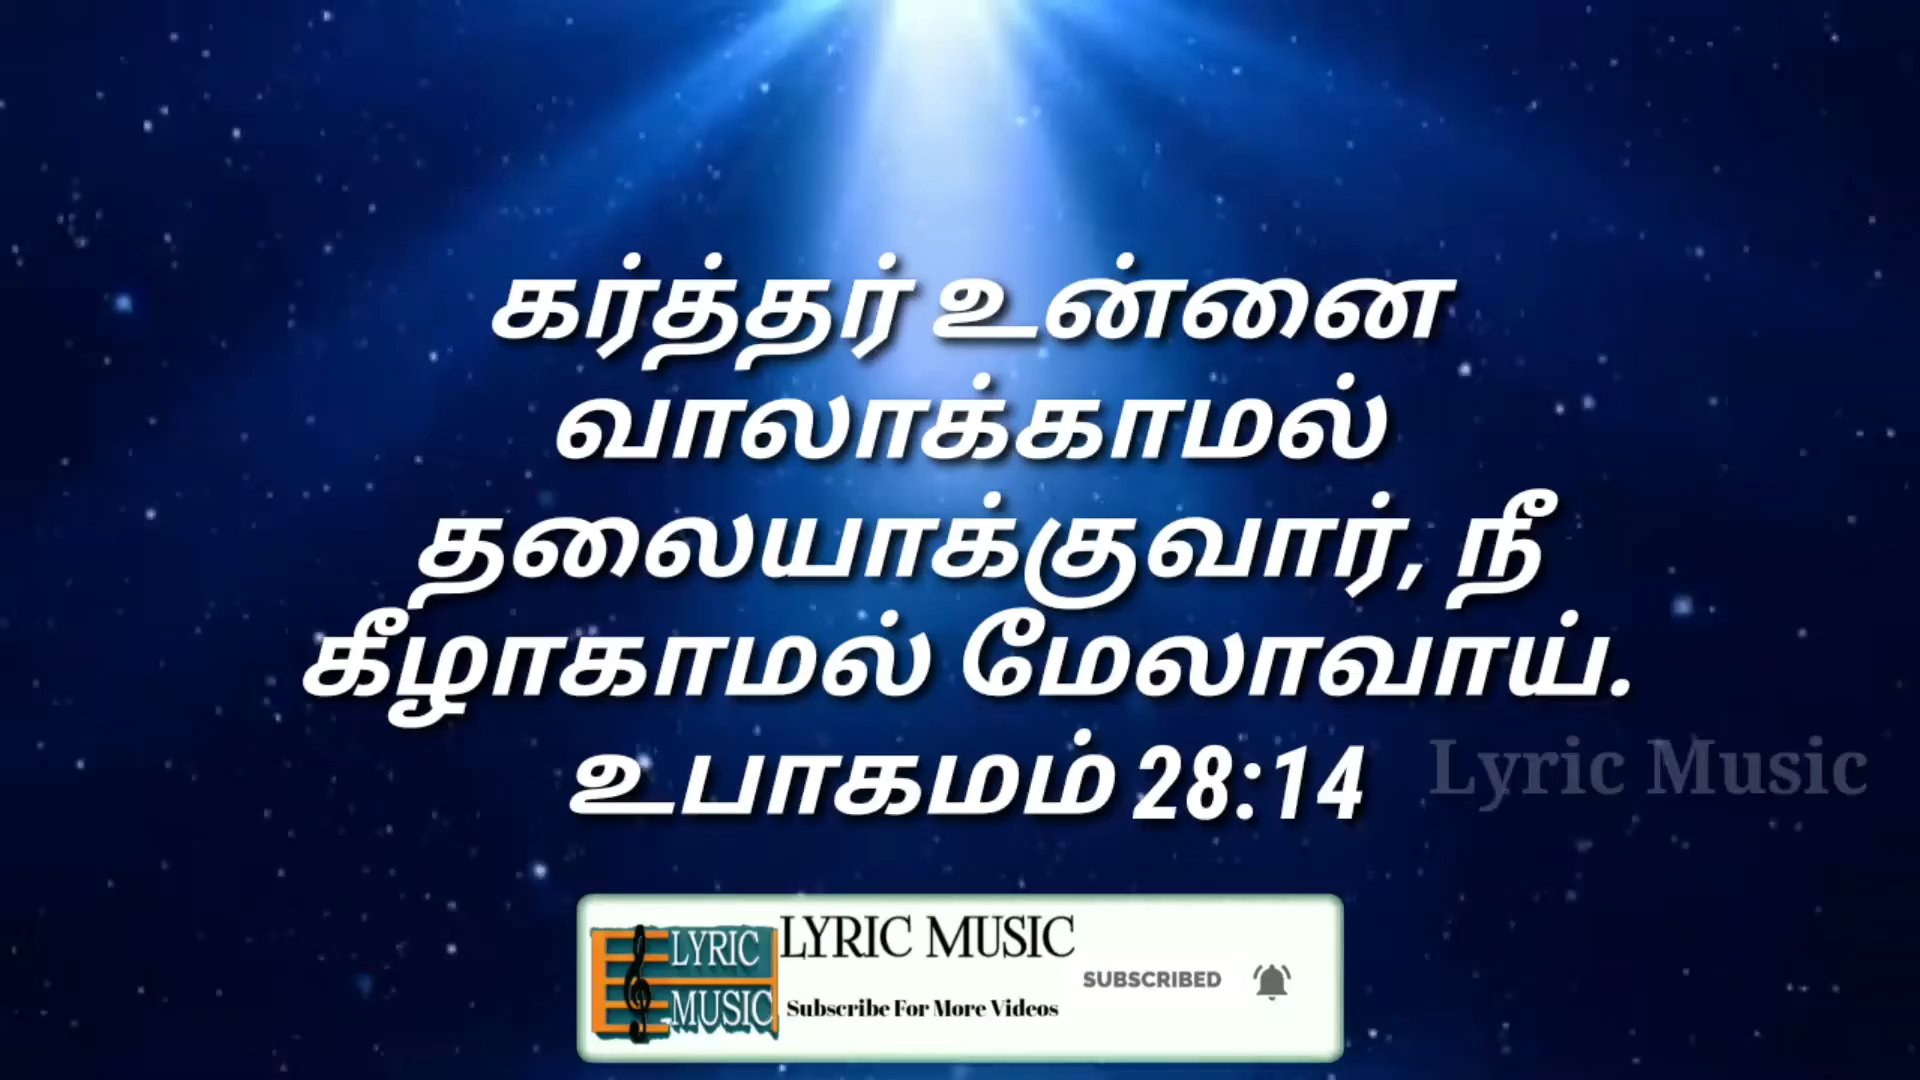 கர்த்தர் உன்னை
வாலாக்காமல்
தலையாக்குவார், நீ
கீழாகாமல் மேலாவாய்.
உபாகமம் 28:14
Lyric Music
LYRIC
MUSIC
LYRIC MUSIC
Subscribe For More Videos
SUBSCRIBED